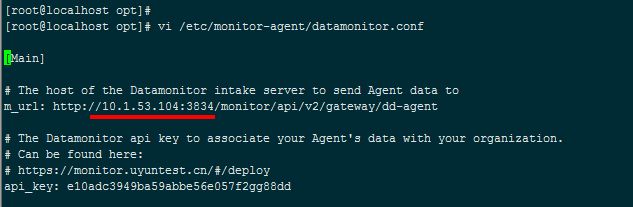 [root@localhost opt]#
[root@localhost opt]# vi /etc/monitor-agent/datamonitor.conf
[Main]
# The host of the Datamonitor intake server to send Agent data to
m_url: http://10.1.53.104:3834/monitor/api/v2/gateway/dd-agent
# The Datamonitor api key to associate your Agent's data with your organization.
# Can be found here:
# https://monitor.uyuntest.cn/#/deploy
api_key: e10adc3949ba59abbe56e057f2gg88dd